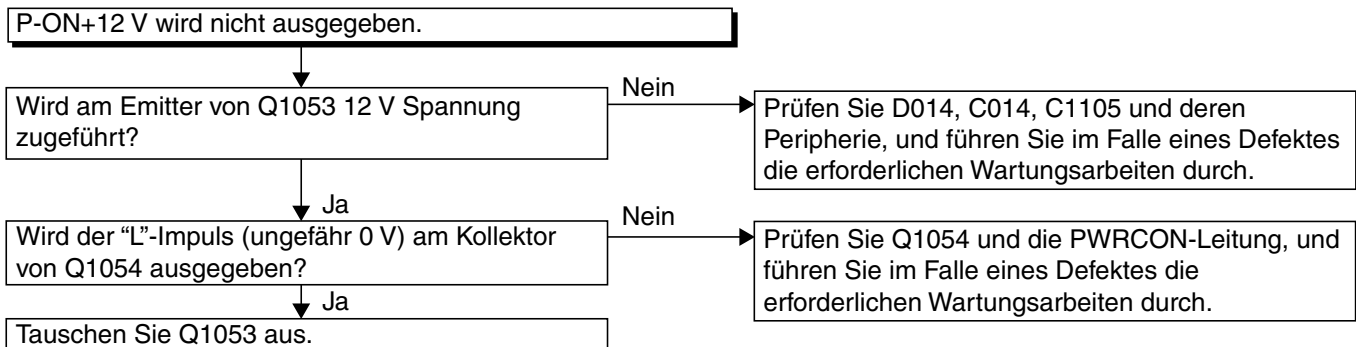 P-ON+12 V wird nicht ausgegeben.
Nein
Wird am Emitter von Q1053 12 V Spannung
zugeführt?
Prüfen Sie D014, C014, C1105 und deren
Peripherie, und führen Sie im Falle eines Defektes
die erforderlichen Wartungsarbeiten durch.
Ja
Nein
Wird der “L”-Impuls (ungefähr 0 V) am Kollektor
von Q1054 ausgegeben?
Prüfen Sie Q1054 und die PWRCON-Leitung, und
führen Sie im Falle eines Defektes die
erforderlichen Wartungsarbeiten durch.
Ja
Tauschen Sie Q1053 aus.